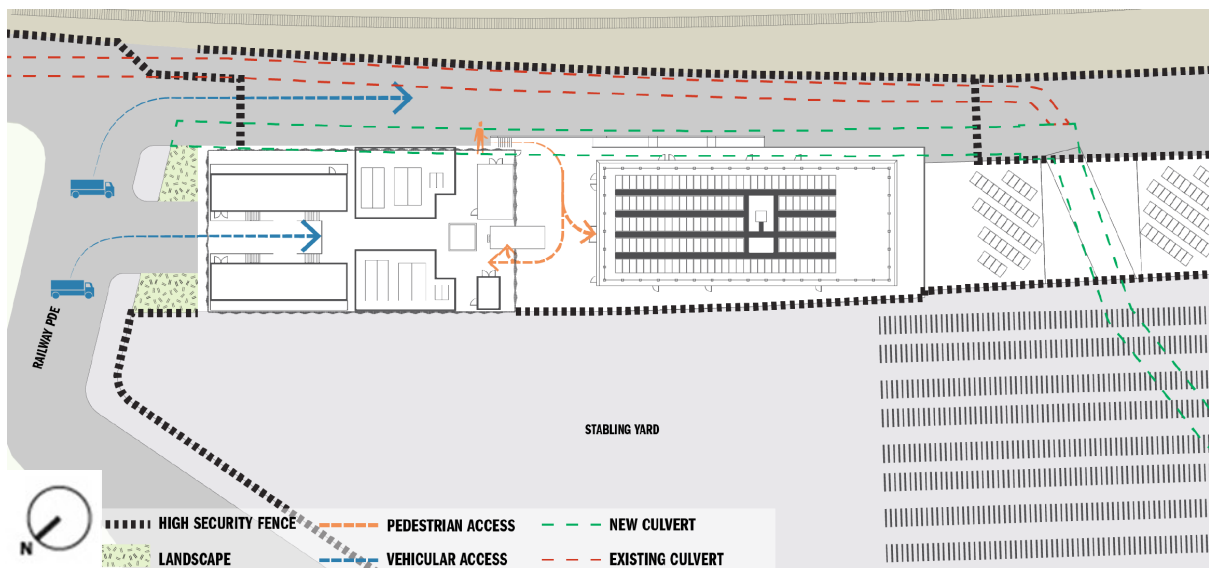 RAILWAY PDE
STABLING YARD
N
HIGH SECURITY FENCE
PEDESTRIAN ACCESS
NEW CULVERT
LANDSCAPE
VEHICULAR ACCESS
EXISTING CULVERT